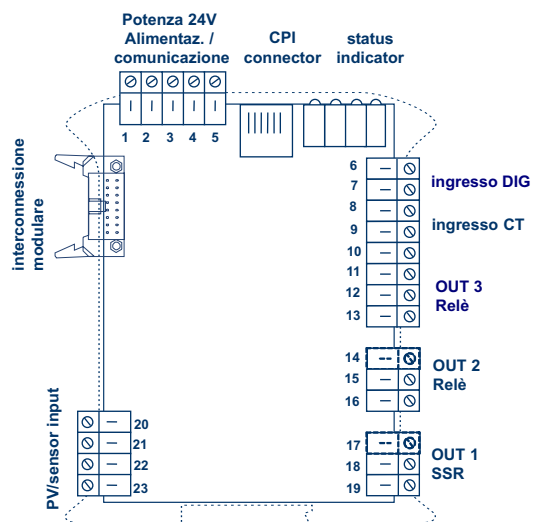 Potenza 24V
Alimentaz. /
comunicazione
CPI
connector
status
indicator
1 2 3 4 5
interconnessione
modulare
6
7
8
9
10
11
12
13
ingresso DIG
ingresso CT
OUT 3
Relè
14
15
16
OUT 2
Relè
17
18
19
OUT 1
SSR
PV/sensor input
20
21
22
23